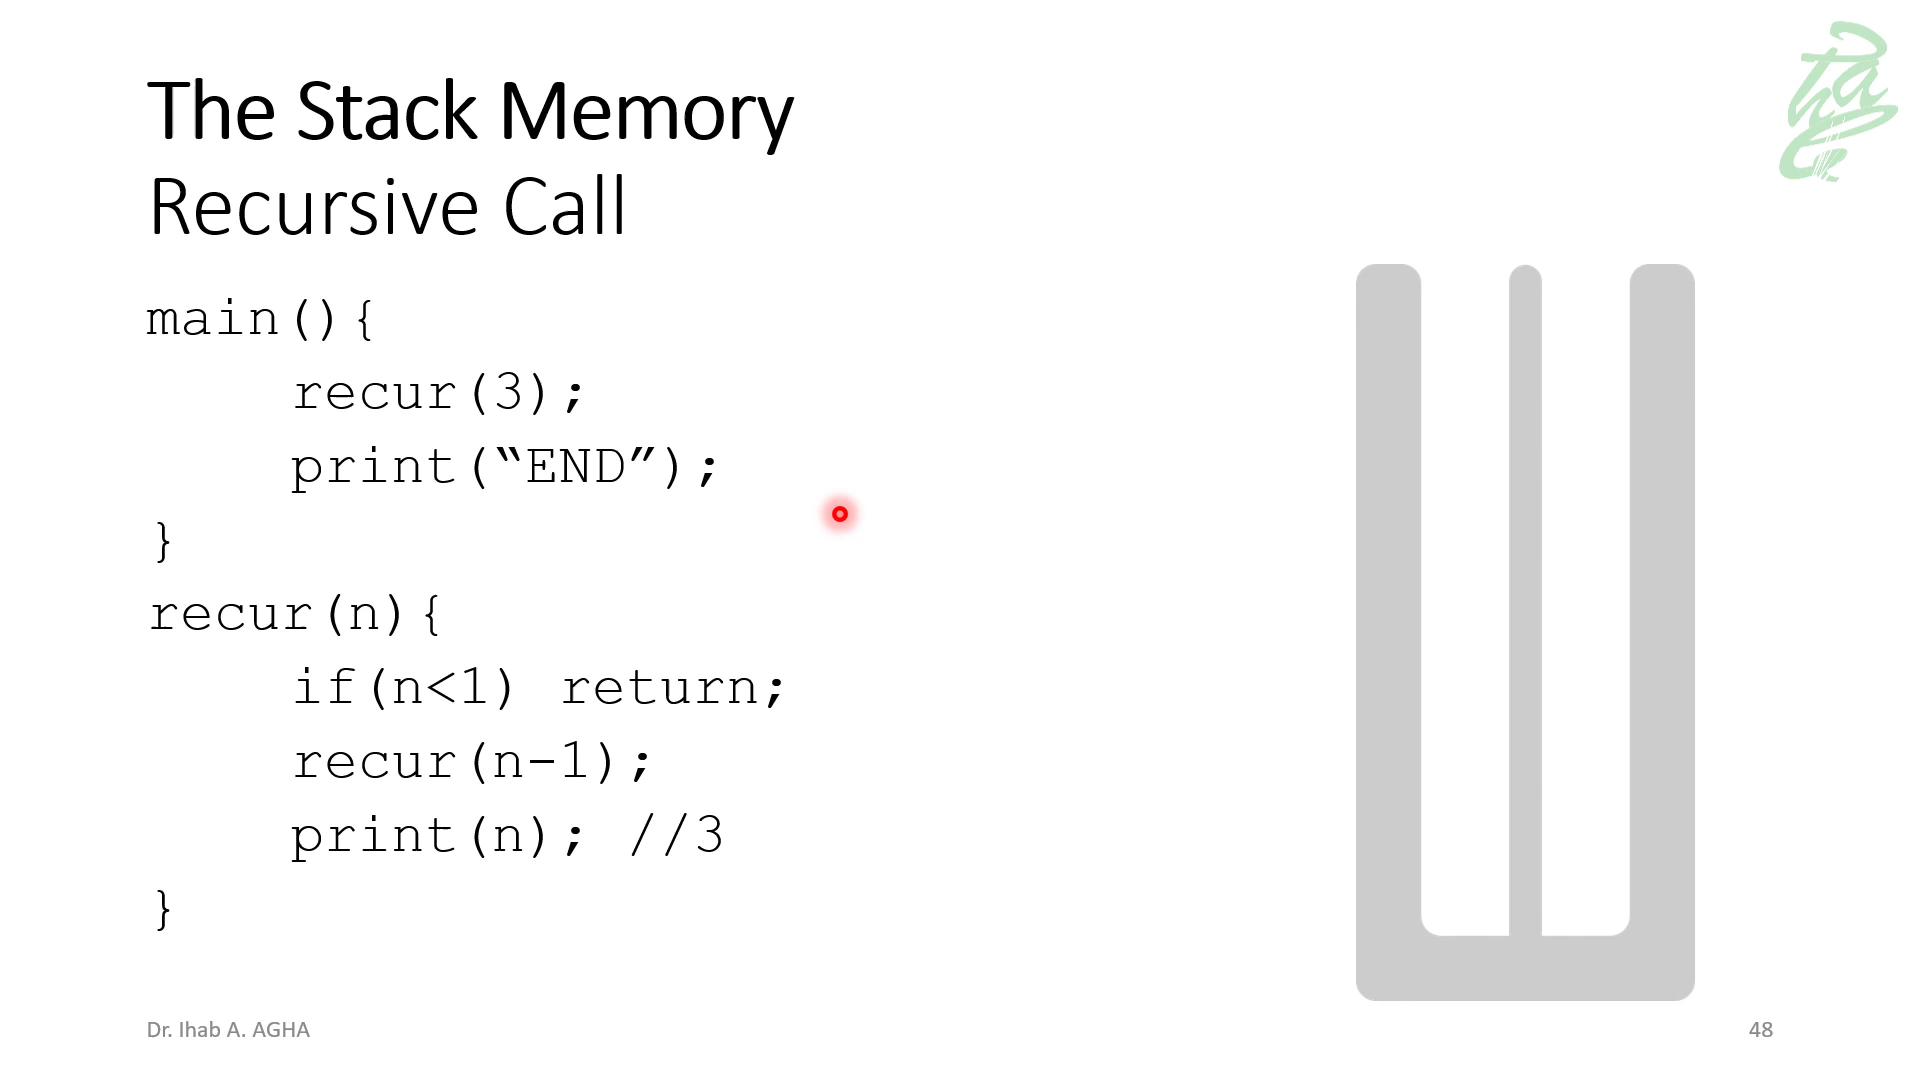 The Stack Memory
Recursive Call
main(){
recur(3);
print(“END”);
}
recur(n){
if(n<1) return;
recur(n-1);
print(n); //3
}
Dr. Ihab A. AGHA
48